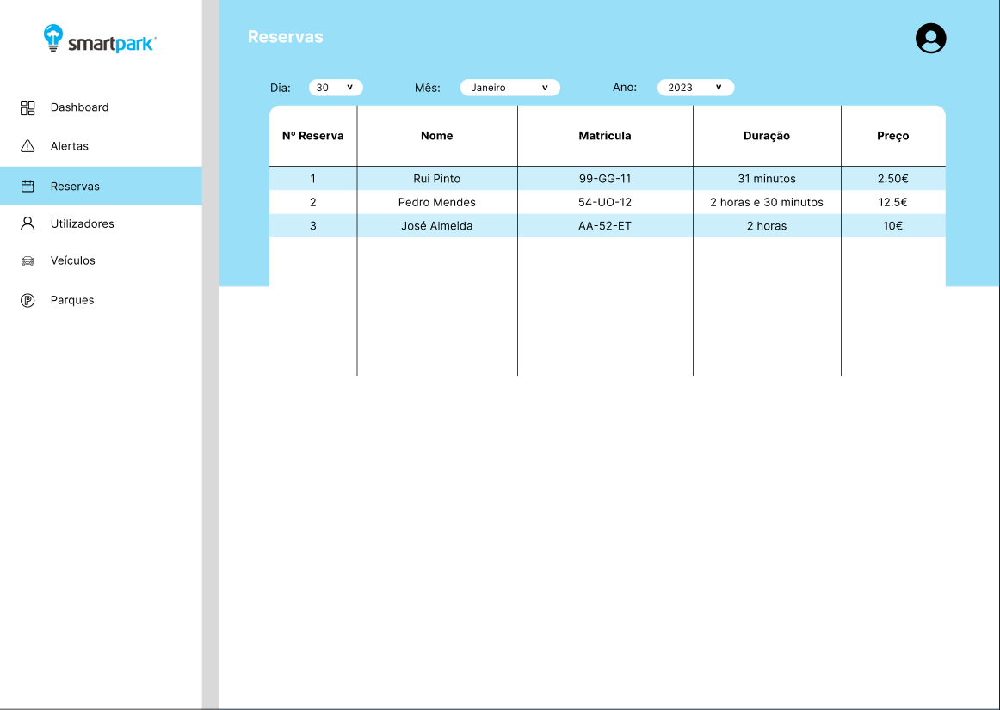 smartpark
Dashboard
Alertas
Reservas
Utilizadores
Veículos
Parques
Reservas
Dia: 30 v Mês: Janeiro v Ano: 2023 v
Nº Reserva Nome Matricula Duração Preço
1 Rui Pinto 99-GG-11 31 minutos 2.50€
2 Pedro Mendes 54-UO-12 2 horas e 30 minutos 12.5€
3 José Almeida AA-52-ET 2 horas 10€